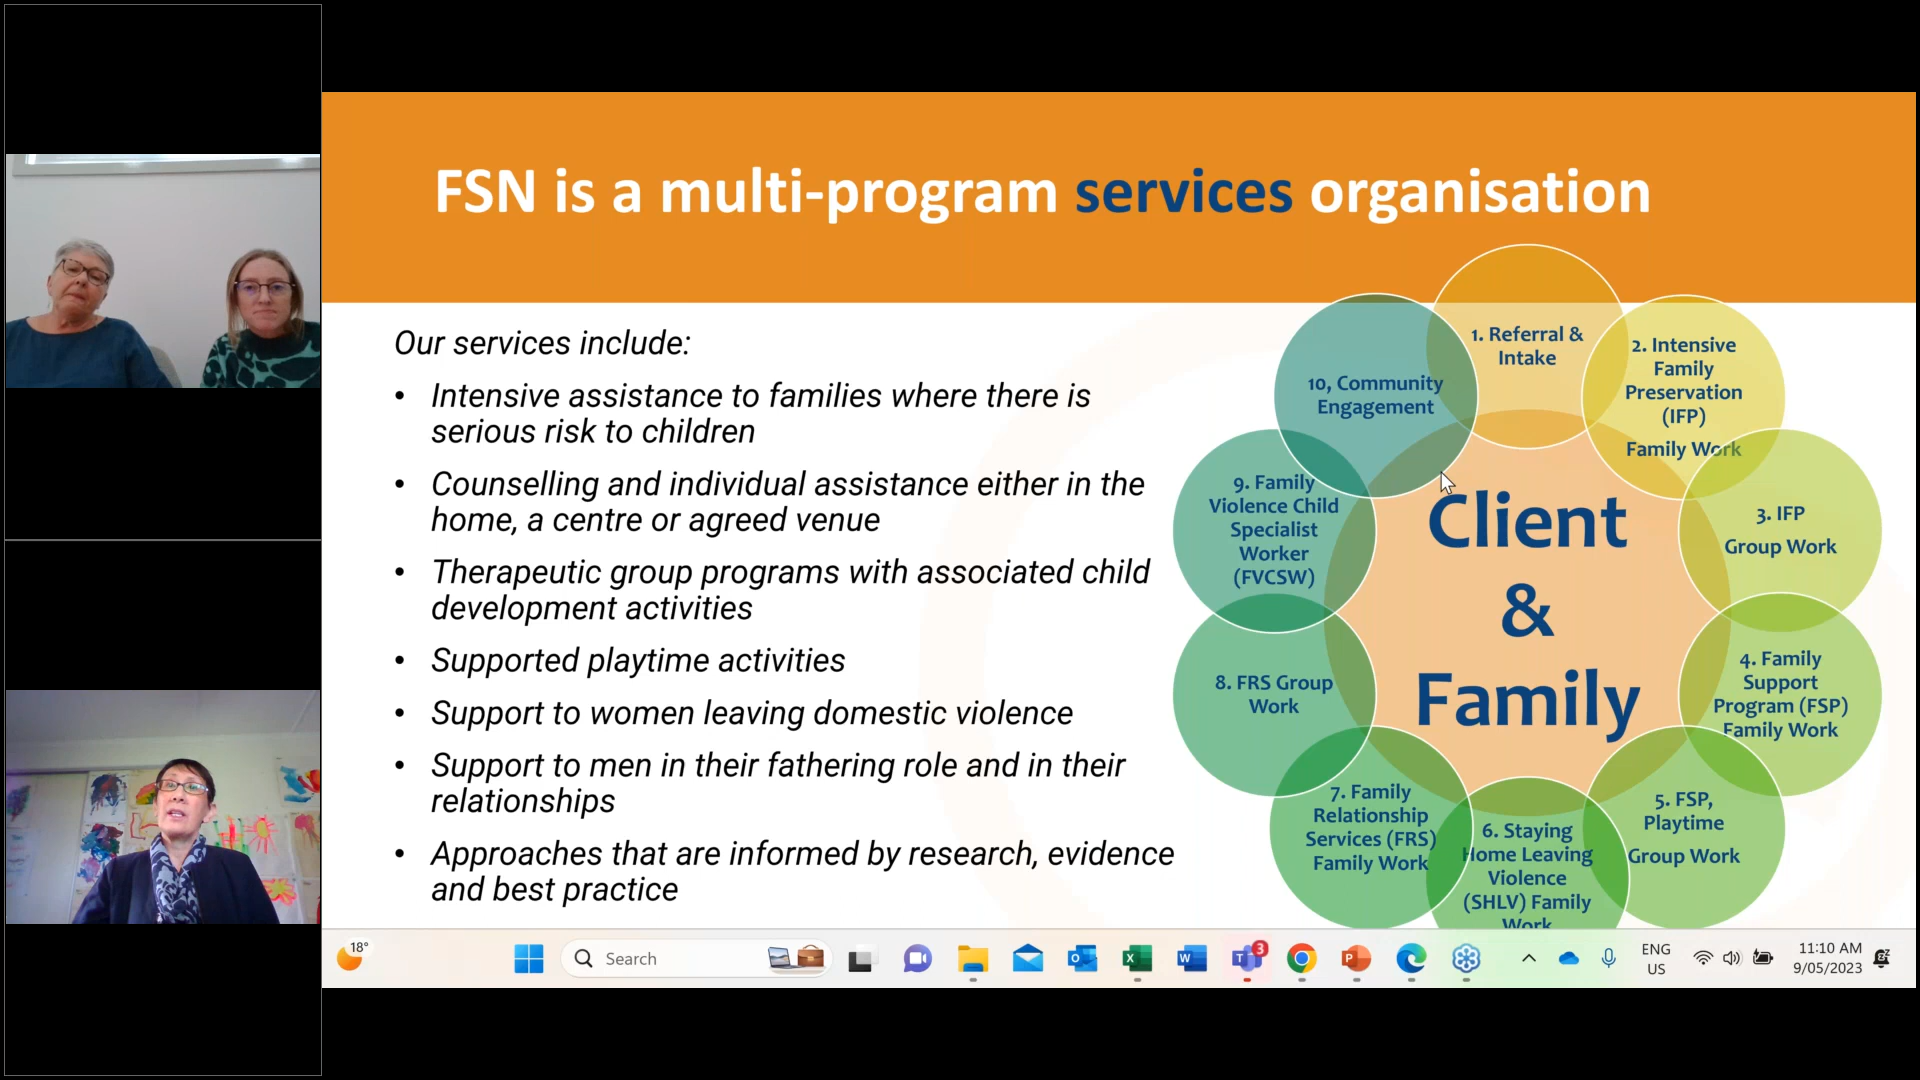 FSN is a multi-program services organisation
Our services include:
• Intensive assistance to families where there is
serious risk to children
• Counselling and individual assistance either in the
home, a centre or agreed venue
• Therapeutic group programs with associated child
development activities
• Supported playtime activities
• Support to women leaving domestic violence
• Support to men in their fathering role and in their
relationships
• Approaches that are informed by research, evidence
and best practice
1. Referral &
Intake
2. Intensive
Family
Preservation
(IFP)
Family Work
3. IFP
Group Work
4. Family
Support
Program (FSP)
Family Work
5. FSP,
Playtime
Group Work
6. Staying
Home Leaving
Violence
(SHLV) Family
Work
7. Family
Relationship
Services (FRS)
Family Work
8. FRS Group
Work
9. Family
Violence Child
Specialist
Worker
(FVCSW)
10, Community
Engagement
Client
&
Family
18°
Search
3
ENG
US
11:10 AM
9/05/2023